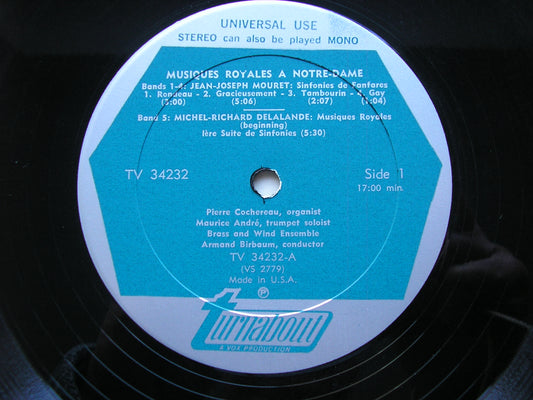 UNIVERSAL USE
STEREO can also be played MONO
MUSIQUES ROYALES A NOTRE-DAME
Bands 1-4: JEAN-JOSEPH MOURET: Sinfonies de Fanfares
1. Rondeau - 2. Gracieusement - 3. Tambourin - 4. Gay
(3:00) (5:06) (2:07) (1:04)
Band 5: MICHEL-RICHARD DELALANDE: Musiques Royales
(beginning)
Ière Suite de Sinfonies (5:30)
TV 34232 Side 1
17:00 min.
Pierre Cochereau, organist
Maurice André, trumpet soloist
Brass and Wind Ensemble
Armand Birbaum, conductor
TV 34232-A
(VS 2779)
Made in U.S.A.
℗
turnabout
A VOX PRODUCTION